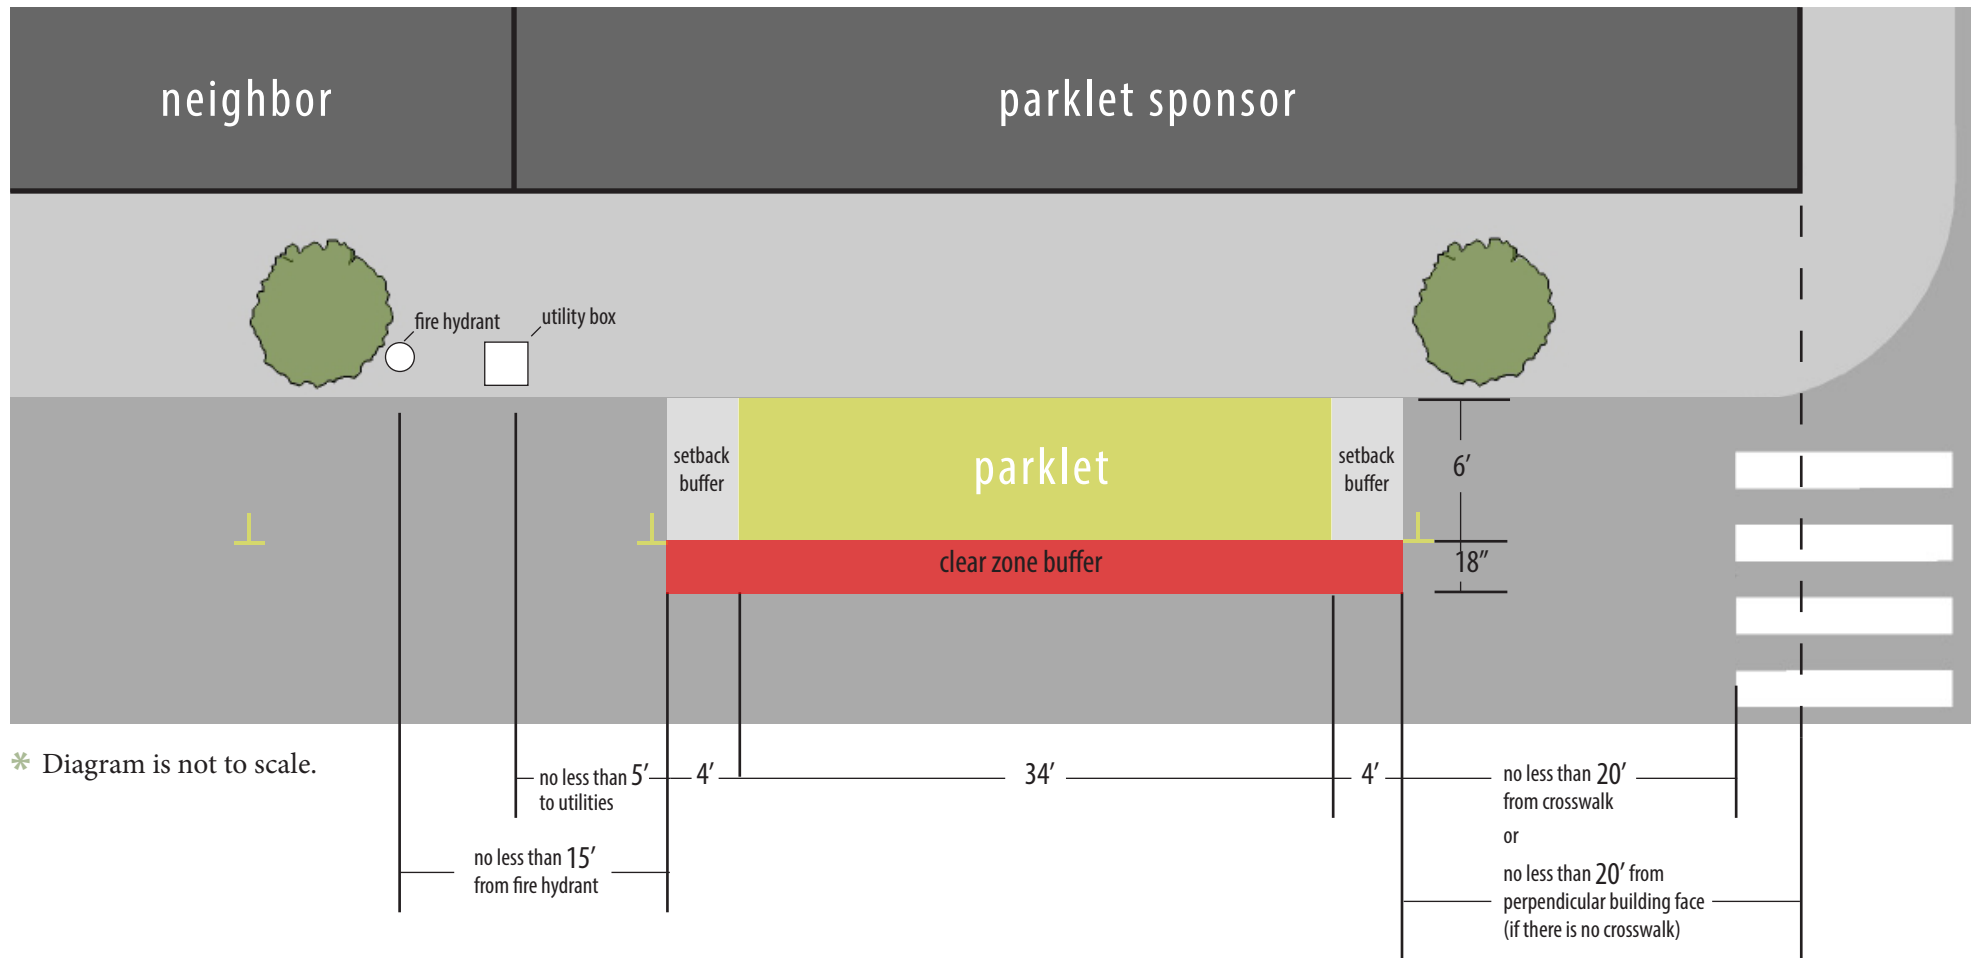 neighbor
parklet sponsor
fire hydrant
utility box
setback
buffer
parklet
setback
buffer
6′
clear zone buffer
18″
* Diagram is not to scale.
no less than 5′
to utilities
4′
34′
4′
no less than 20′
from crosswalk
or
no less than 15′
from fire hydrant
no less than 20′ from
perpendicular building face
(if there is no crosswalk)